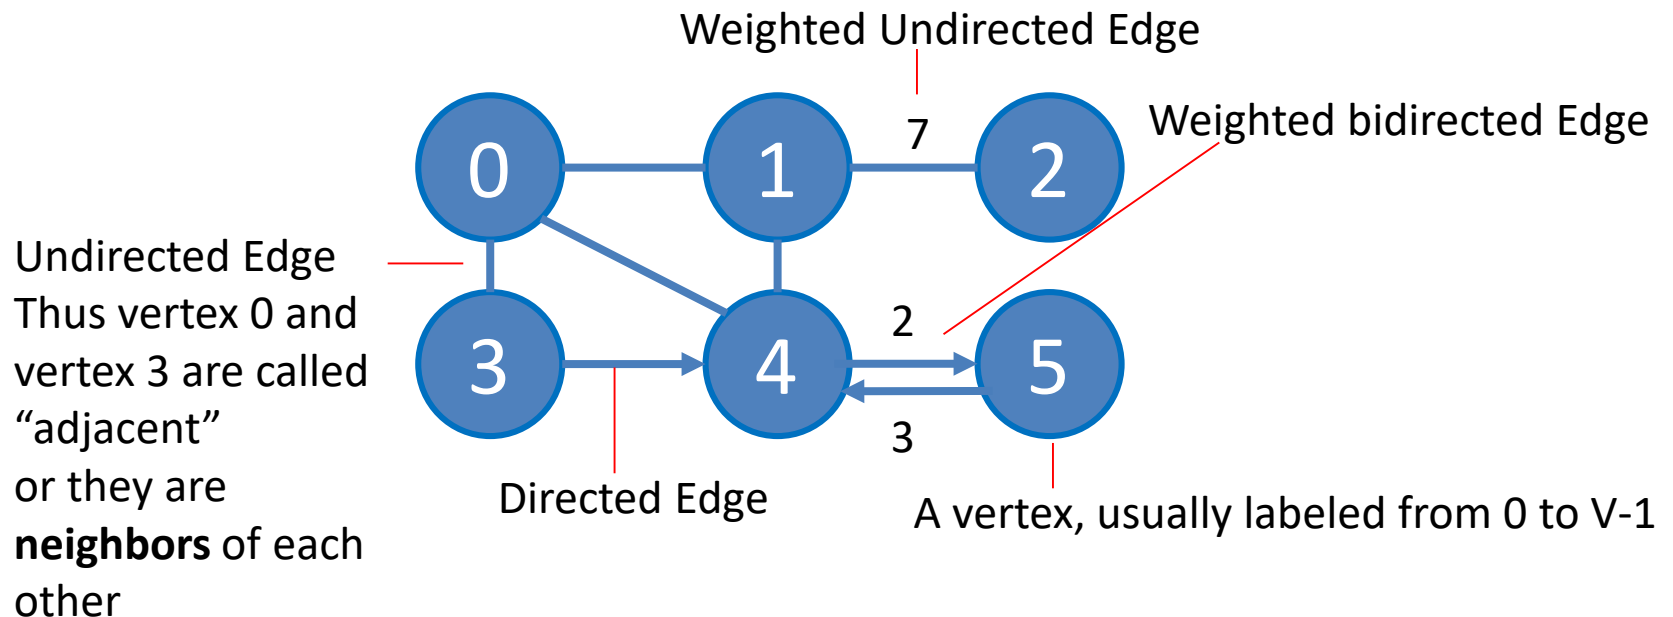 Weighted Undirected Edge
7
Weighted bidirected Edge
0
1
2
Undirected Edge
Thus vertex 0 and
vertex 3 are called
“adjacent”
or they are
neighbors of each
other
2
3
4
5
3
Directed Edge
A vertex, usually labeled from 0 to V-1